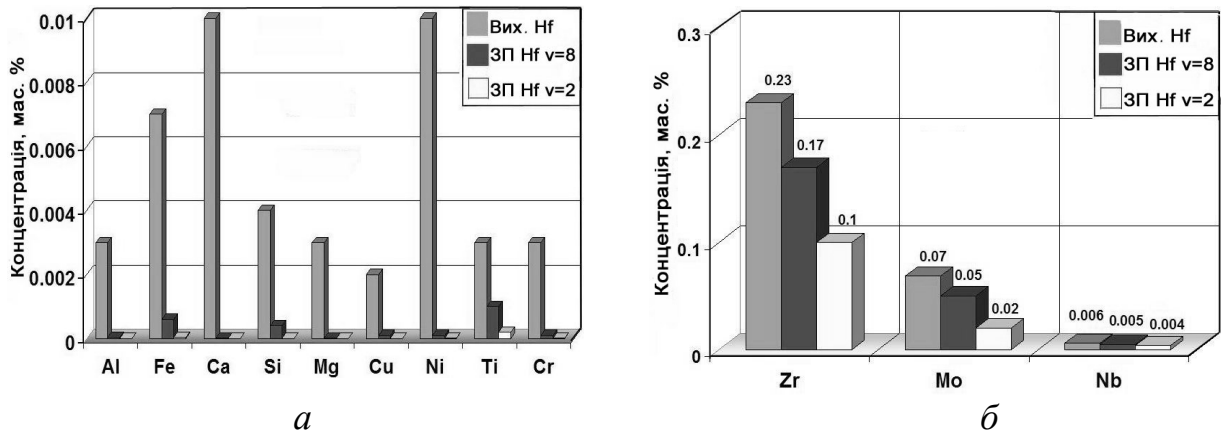 Концентрація, мас. %
0.01
0.008
0.006
0.004
0.002
0
Вих. Hf
ЗП Hf v=8
ЗП Hf v=2
Al Fe Ca Si Mg Cu Ni Ti Cr
а
Концентрація, мас. %
0.3
0.2
0.1
0
Вих. Hf
ЗП Hf v=8
ЗП Hf v=2
0.23
0.17
0.1
0.07
0.05
0.02
0.006 0.005 0.004
Zr Mo Nb
б